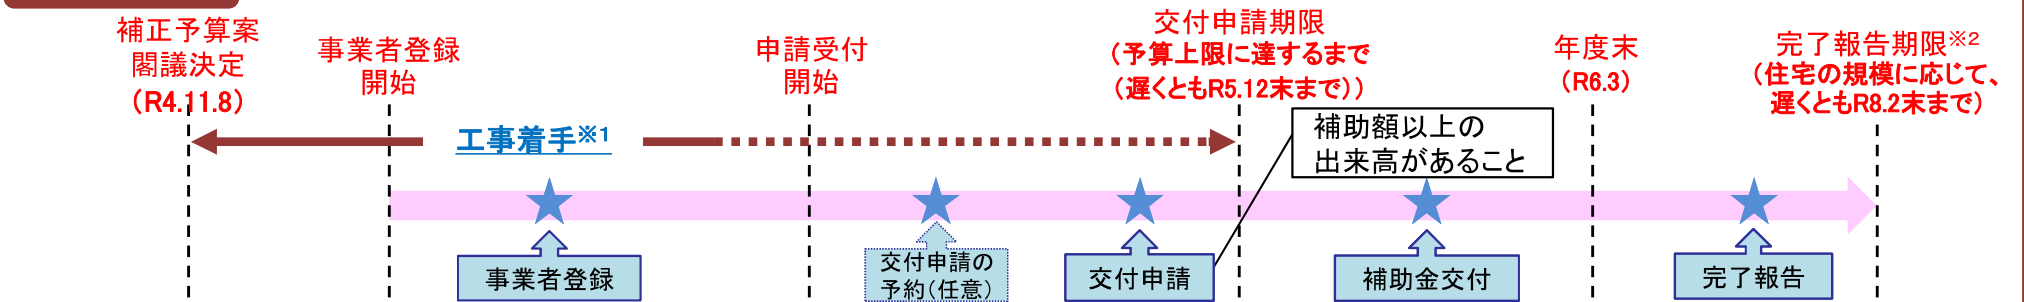 補正予算案
閣議決定
（R4.11.8）
事業者登録
開始
申請受付
開始
交付申請期限
（予算上限に達するまで
（遅くともR5.12末まで））
年度末
（R6.3）
完了報告期限※2
（住宅の規模に応じて、
遅くともR8.2末まで）
工事着手※1
補助額以上の
出来高があること
事業者登録
交付申請の
予約（任意）
交付申請
補助金交付
完了報告